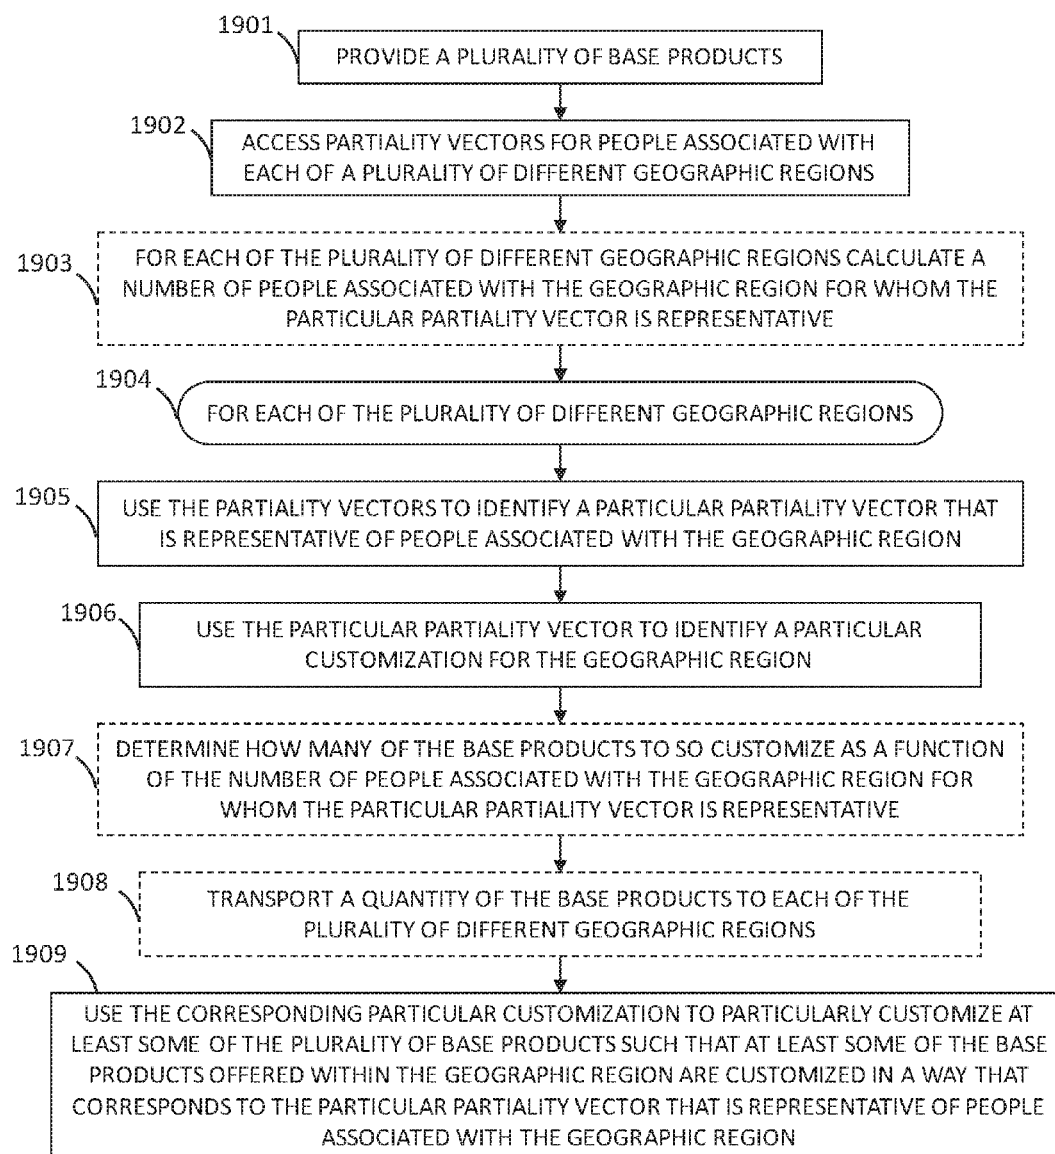 1901
PROVIDE A PLURALITY OF BASE PRODUCTS
1902
ACCESS PARTIALITY VECTORS FOR PEOPLE ASSOCIATED WITH
EACH OF A PLURALITY OF DIFFERENT GEOGRAPHIC REGIONS
1903
FOR EACH OF THE PLURALITY OF DIFFERENT GEOGRAPHIC REGIONS CALCULATE A
NUMBER OF PEOPLE ASSOCIATED WITH THE GEOGRAPHIC REGION FOR WHOM THE
PARTICULAR PARTIALITY VECTOR IS REPRESENTATIVE
1904
FOR EACH OF THE PLURALITY OF DIFFERENT GEOGRAPHIC REGIONS
1905
USE THE PARTIALITY VECTORS TO IDENTIFY A PARTICULAR PARTIALITY VECTOR THAT
IS REPRESENTATIVE OF PEOPLE ASSOCIATED WITH THE GEOGRAPHIC REGION
1906
USE THE PARTICULAR PARTIALITY VECTOR TO IDENTIFY A PARTICULAR
CUSTOMIZATION FOR THE GEOGRAPHIC REGION
1907
DETERMINE HOW MANY OF THE BASE PRODUCTS TO SO CUSTOMIZE AS A FUNCTION
OF THE NUMBER OF PEOPLE ASSOCIATED WITH THE GEOGRAPHIC REGION FOR
WHOM THE PARTICULAR PARTIALITY VECTOR IS REPRESENTATIVE
1908
TRANSPORT A QUANTITY OF THE BASE PRODUCTS TO EACH OF THE
PLURALITY OF DIFFERENT GEOGRAPHIC REGIONS
1909
USE THE CORRESPONDING PARTICULAR CUSTOMIZATION TO PARTICULARLY CUSTOMIZE AT
LEAST SOME OF THE PLURALITY OF BASE PRODUCTS SUCH THAT AT LEAST SOME OF THE BASE
PRODUCTS OFFERED WITHIN THE GEOGRAPHIC REGION ARE CUSTOMIZED IN A WAY THAT
CORRESPONDS TO THE PARTICULAR PARTIALITY VECTOR THAT IS REPRESENTATIVE OF PEOPLE
ASSOCIATED WITH THE GEOGRAPHIC REGION